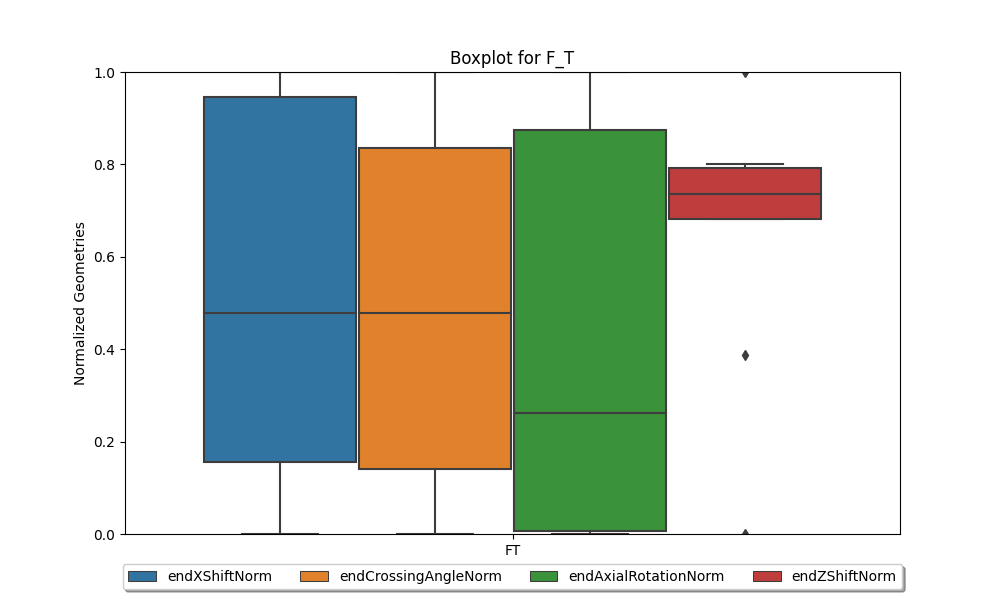 Boxplot for F_T
1.0
0.8
0.6
0.4
0.2
0.0
Normalized Geometries
FT
endXShiftNorm endCrossingAngleNorm endAxialRotationNorm endZShiftNorm